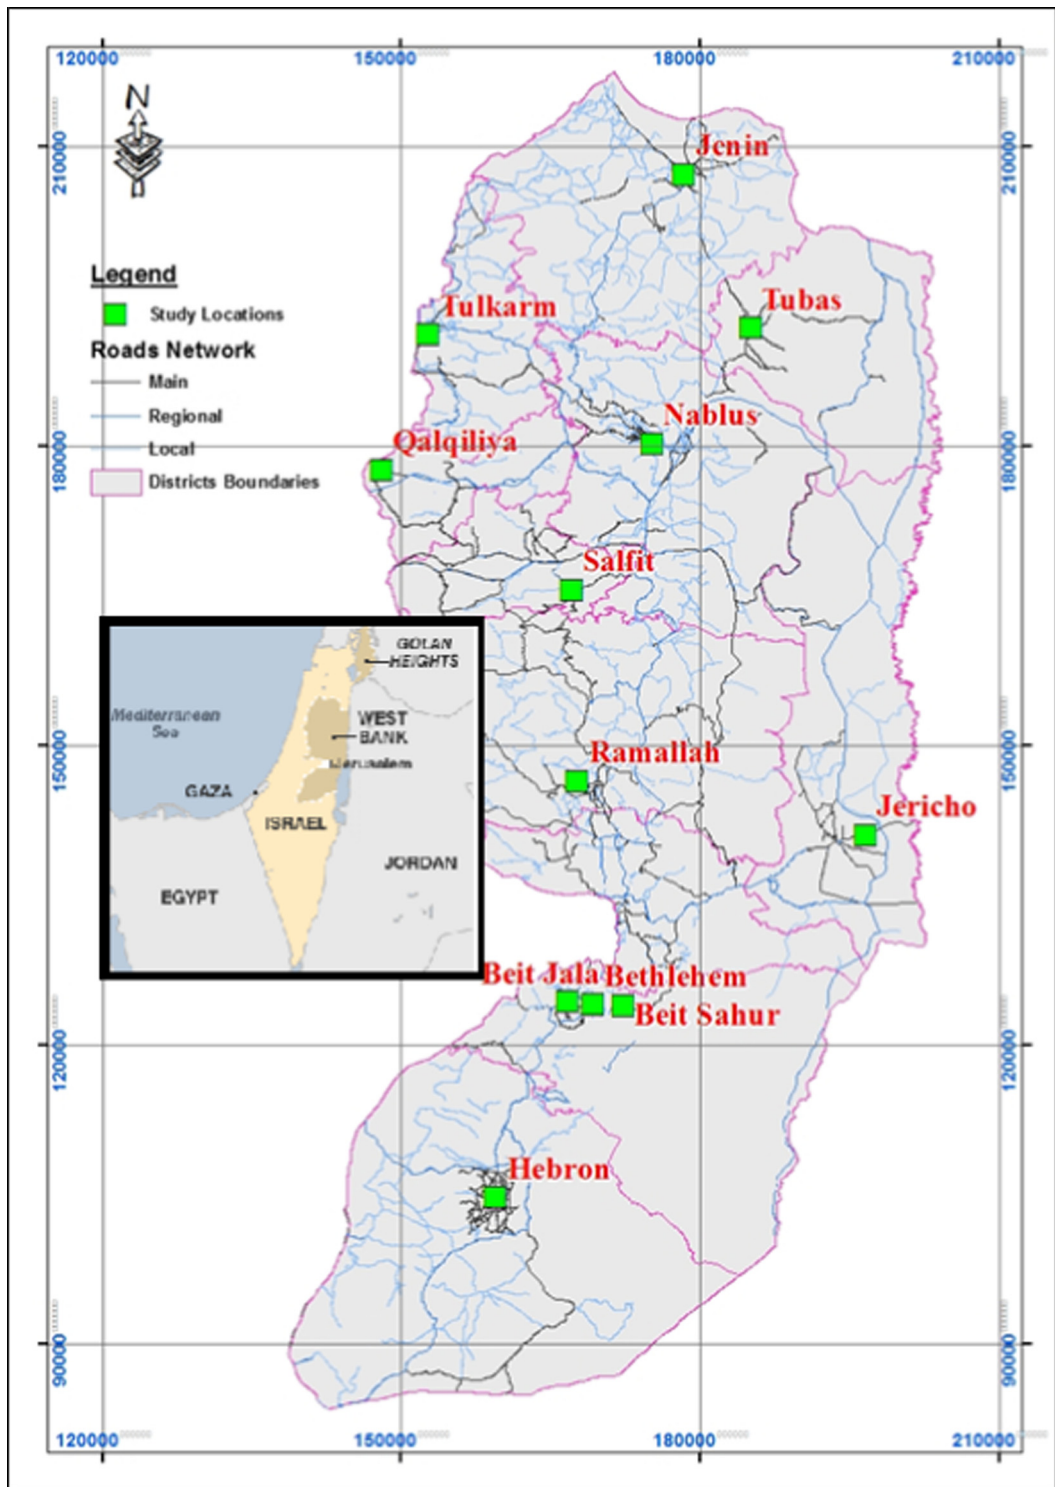 120000 150000 180000 210000
N
210000 210000
Jenin
Legend
Study Locations
Roads Network
Main
Regional
Local
Districts Boundaries
Tulkarm
Tubas
Nablus
Qalqiliya
180000 180000
Salfit
GOLAN
HEIGHTS
Mediterranean
Sea
WEST
BANK
Jerusalem
GAZA
ISRAEL
JORDAN
EGYPT
150000 150000
Ramallah
Jericho
Beit Jala Bethlehem
Beit Sahur
120000 120000
Hebron
90000 90000
120000 150000 180000 210000